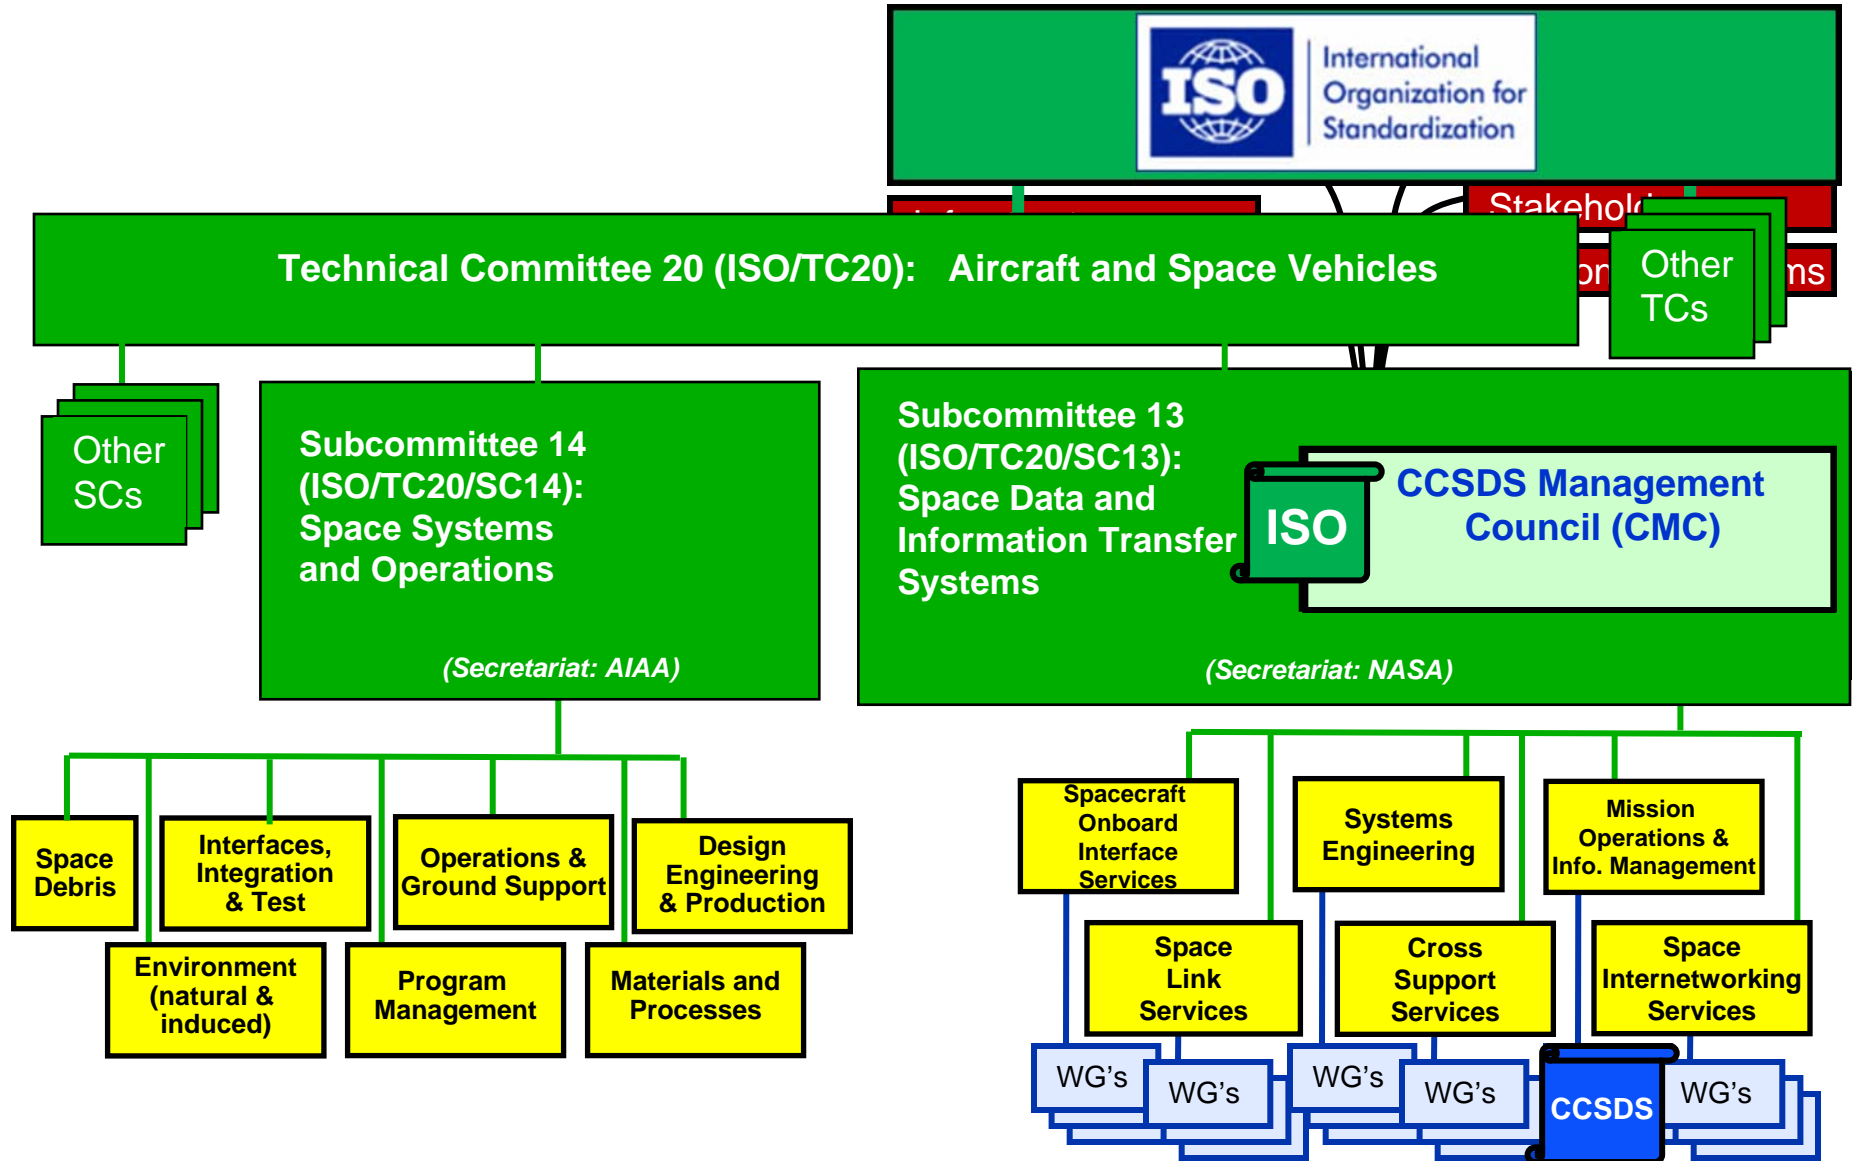 ISO
International
Organization for
Standardization
Technical Committee 20 (ISO/TC20): Aircraft and Space Vehicles
Other
TCs
Other
SCs
Subcommittee 14
(ISO/TC20/SC14):
Space Systems
and Operations
(Secretariat: AIAA)
Subcommittee 13
(ISO/TC20/SC13):
Space Data and
Information Transfer
Systems
ISO
CCSDS Management
Council (CMC)
(Secretariat: NASA)
Space
Debris
Interfaces,
Integration
& Test
Operations &
Ground Support
Design
Engineering
& Production
Environment
(natural &
induced)
Program
Management
Materials and
Processes
Spacecraft
Onboard
Interface
Services
Systems
Engineering
Mission
Operations &
Info. Management
Space
Link
Services
Cross
Support
Services
Space
Internetworking
Services
WG's
WG's
WG's
WG's
CCSDS
WG's